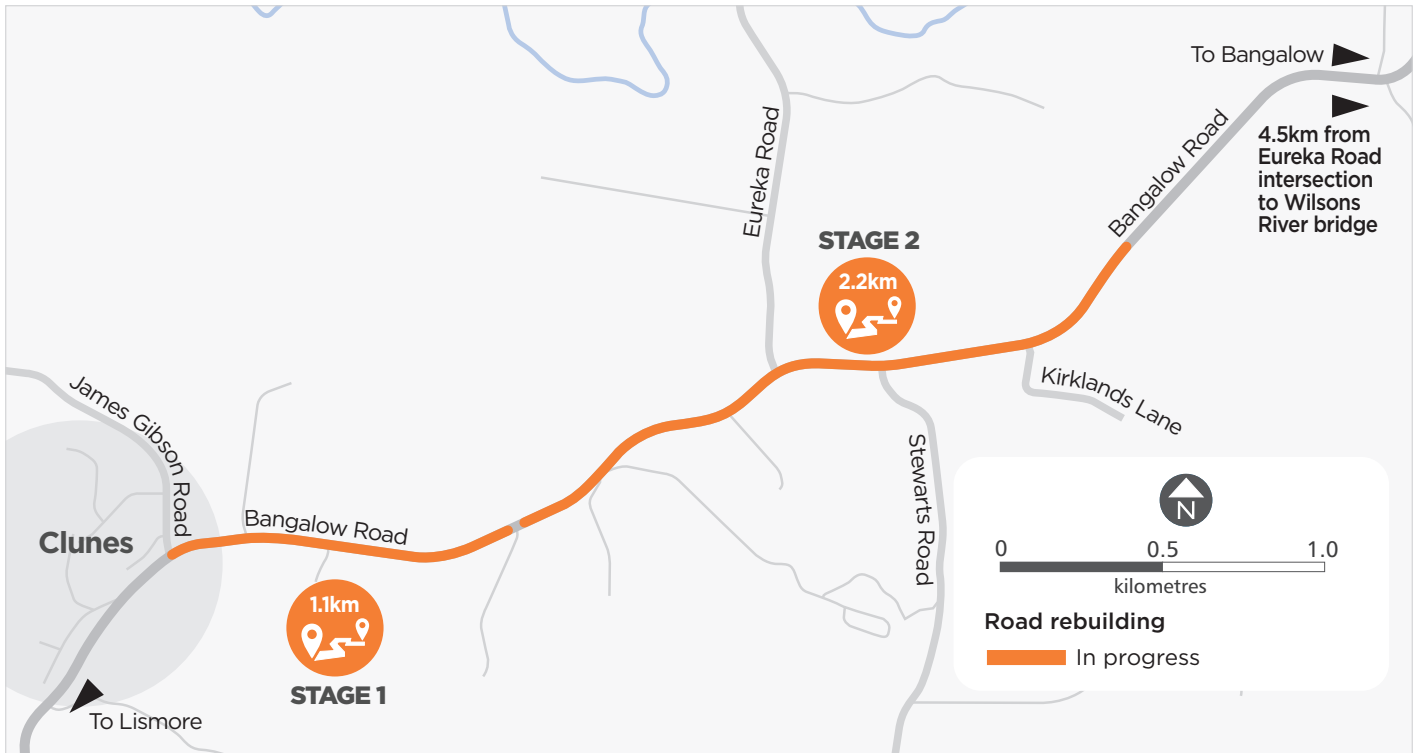 To Bangalow
4.5km from
Eureka Road
intersection
to Wilsons
River bridge
Bangalow Road
Eureka Road
STAGE 2
2.2km
Kirklands Lane
Stewarts Road
James Gibson Road
Clunes
Bangalow Road
1.1km
STAGE 1
To Lismore
N
0 0.5 1.0
kilometres
Road rebuilding
In progress